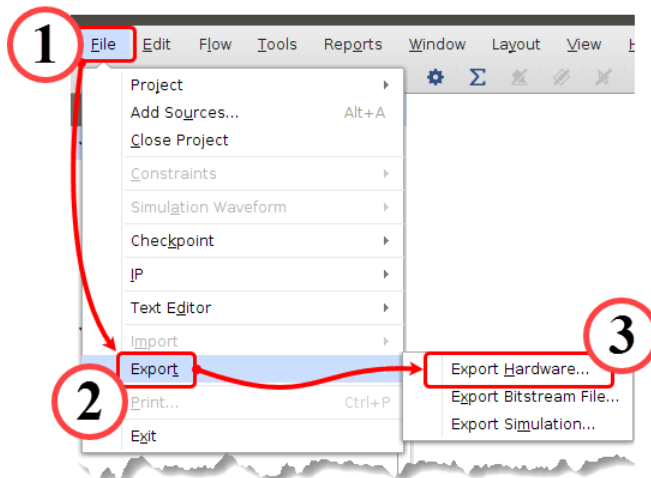 1
File Edit Flow Tools Reports Window Layout View
Project
Add Sources... Alt+A
Close Project
Constraints
Simulation Waveform
Checkpoint
IP
Text Editor
Import
3
Export
Export Hardware...
2
Print... Ctrl+P
Export Bitstream File...
Exit
Export Simulation...